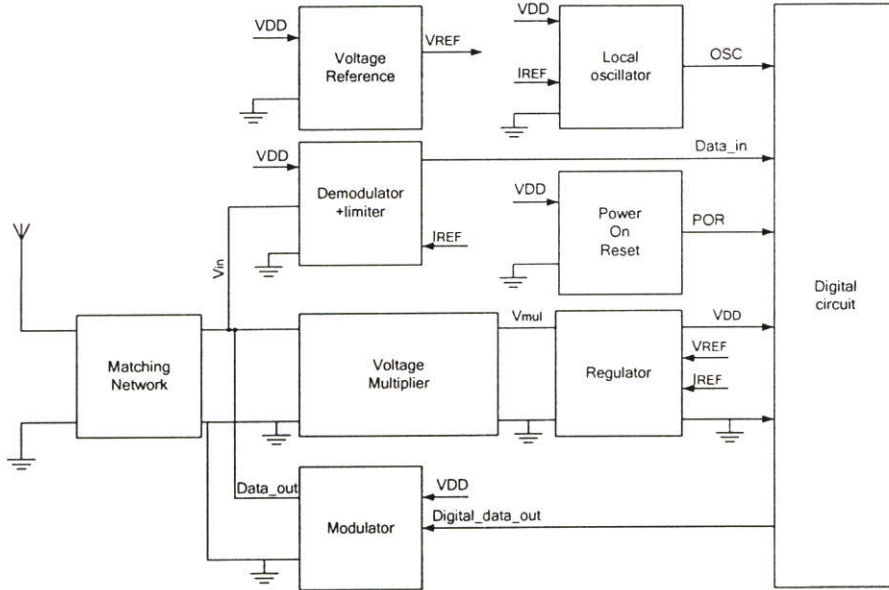 VDD
Voltage
Reference
VREF
VDD
IREF
Local
oscillator
OSC
VDD
Demodulator
+limiter
IREF
Data_in
VDD
Power
On
Reset
POR
Digital
circuit
Vin
Matching
Network
Voltage
Multiplier
Vmul
Regulator
VDD
VREF
IREF
Data_out
Modulator
VDD
Digital_data_out